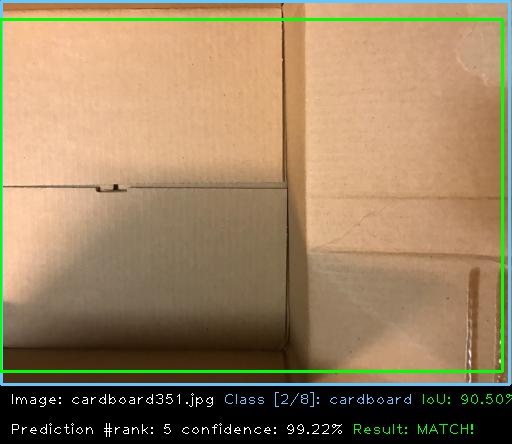 Image: cardboard351.jpg Class [2/8]: cardboard IoU: 90.50%
Prediction #rank: 5 confidence: 99.22% Result: MATCH!